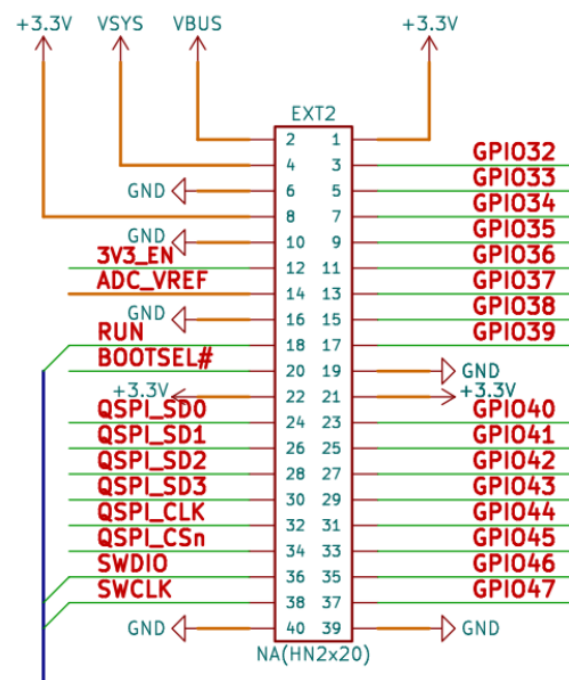 +3.3V VSYS VBUS +3.3V
EXT2
2 1
4 3 GPIO32
GND 6 5 GPIO33
8 7 GPIO34
GND 10 9 GPIO35
3V3_EN 12 11 GPIO36
ADC_VREF 14 13 GPIO37
GND 16 15 GPIO38
RUN 18 17 GPIO39
BOOTSEL# 20 19 GND
+3.3V 22 21 +3.3V
QSPI_SD0 24 23 GPIO40
QSPI_SD1 26 25 GPIO41
QSPI_SD2 28 27 GPIO42
QSPI_SD3 30 29 GPIO43
QSPI_CLK 32 31 GPIO44
QSPI_CSn 34 33 GPIO45
SWDIO 36 35 GPIO46
SWCLK 38 37 GPIO47
GND 40 39 GND
NA(HN2x20)